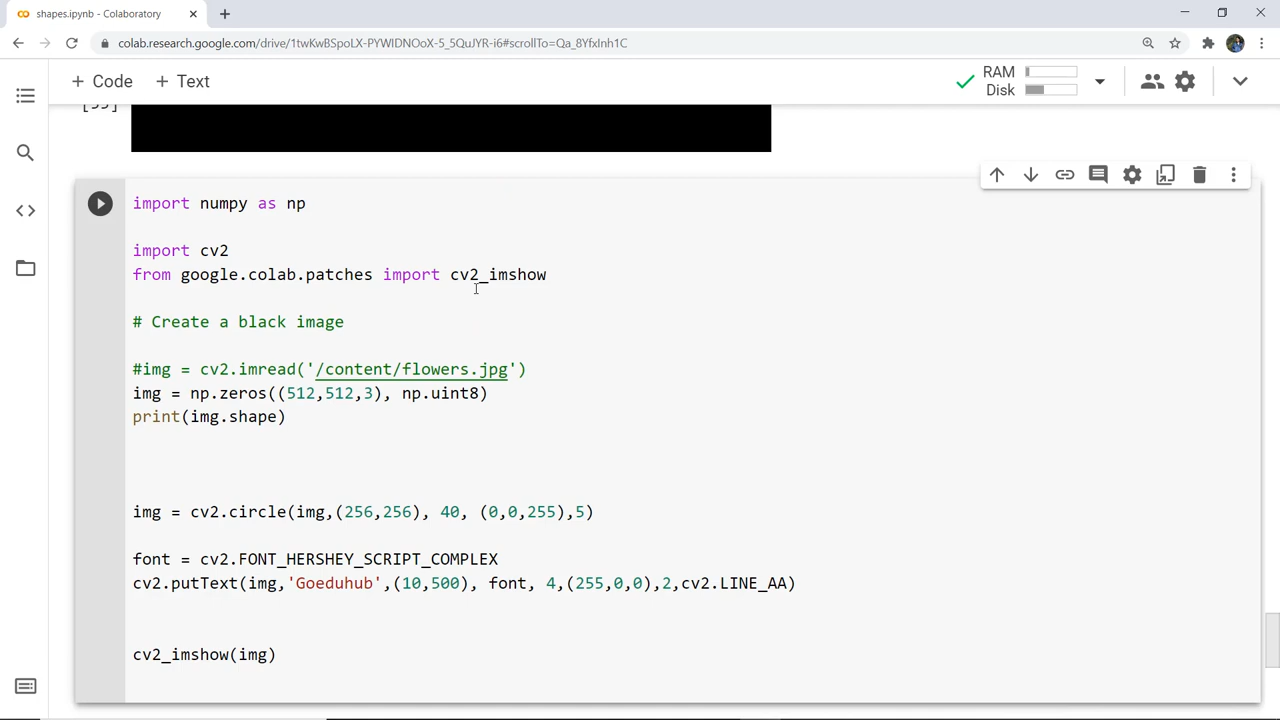 shapes.ipynb - Colaboratory
colab.research.google.com/drive/1twKwBSpoLX-PYWIDNOoX-5_5QuJYR-i6#scrollTo=Qa_8YfxInh1C
+ Code + Text
RAM
Disk
import numpy as np
import cv2
from google.colab.patches import cv2_imshow
# Create a black image
#img = cv2.imread('/content/flowers.jpg')
img = np.zeros((512,512,3), np.uint8)
print(img.shape)
img = cv2.circle(img,(256,256), 40, (0,0,255),5)
font = cv2.FONT_HERSHEY_SCRIPT_COMPLEX
cv2.putText(img,'Goeduhub',(10,500), font, 4,(255,0,0),2,cv2.LINE_AA)
cv2_imshow(img)